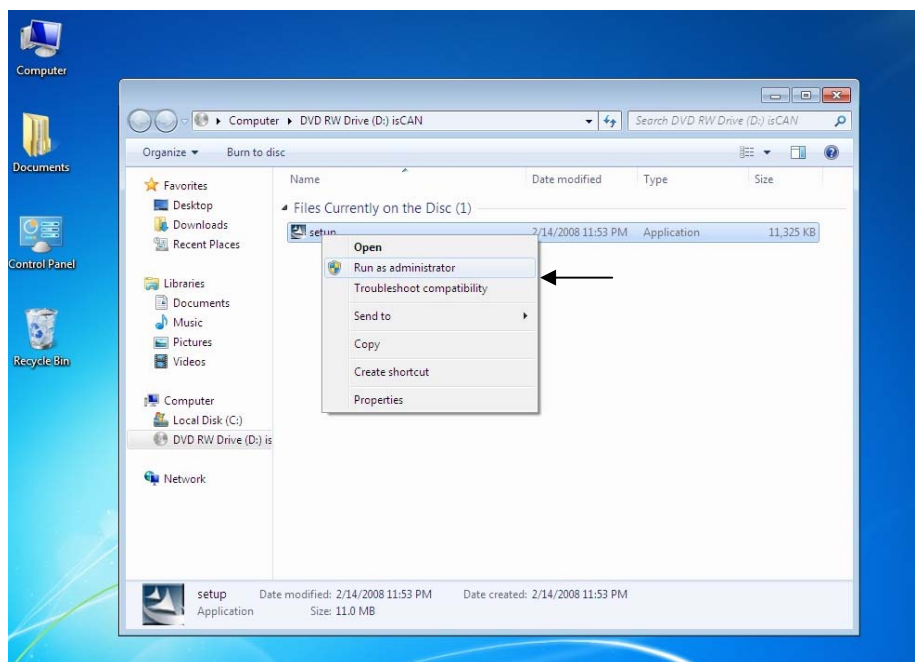 Computer
Documents
Control Panel
Recycle Bin
Computer ▸ DVD RW Drive (D:) isCAN
Search DVD RW Drive (D:) isCAN
Organize Burn to disc
Name Date modified Type Size
Favorites
Desktop
Downloads
Recent Places
Libraries
Documents
Music
Pictures
Videos
Computer
Local Disk (C:)
DVD RW Drive (D:) is
Network
Files Currently on the Disc (1)
setup 2/14/2008 11:53 PM Application 11,325 KB
Open
Run as administrator
Troubleshoot compatibility
Send to
Copy
Create shortcut
Properties
setup Date modified: 2/14/2008 11:53 PM Date created: 2/14/2008 11:53 PM
Application Size: 11.0 MB